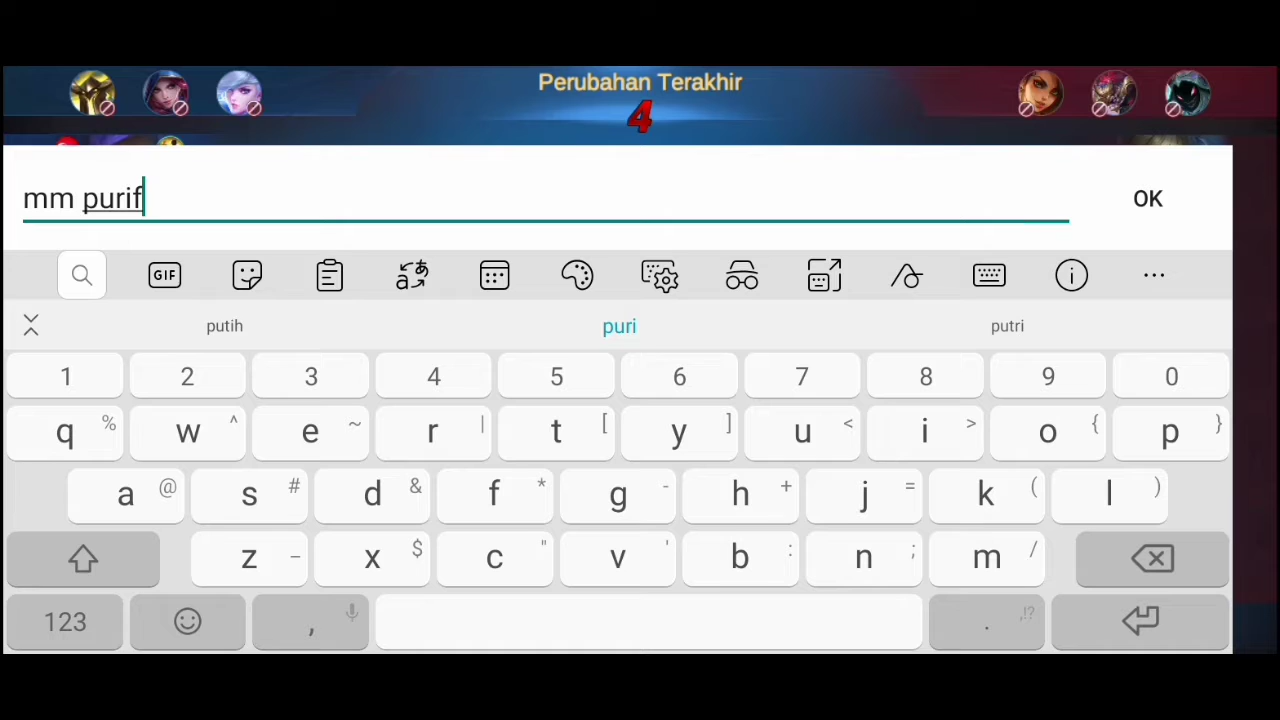 Perubahan Terakhir
4
mm purif
OK
GIF
putih puri putri
1 2 3 4 5 6 7 8 9 0
q % w ^ e ~ r | t [ y ] u < i > o { p }
a @ s # d & f * g - h + j = k ( l )
z _ x $ c " v ' b : n ; m /
123 , . ,!?